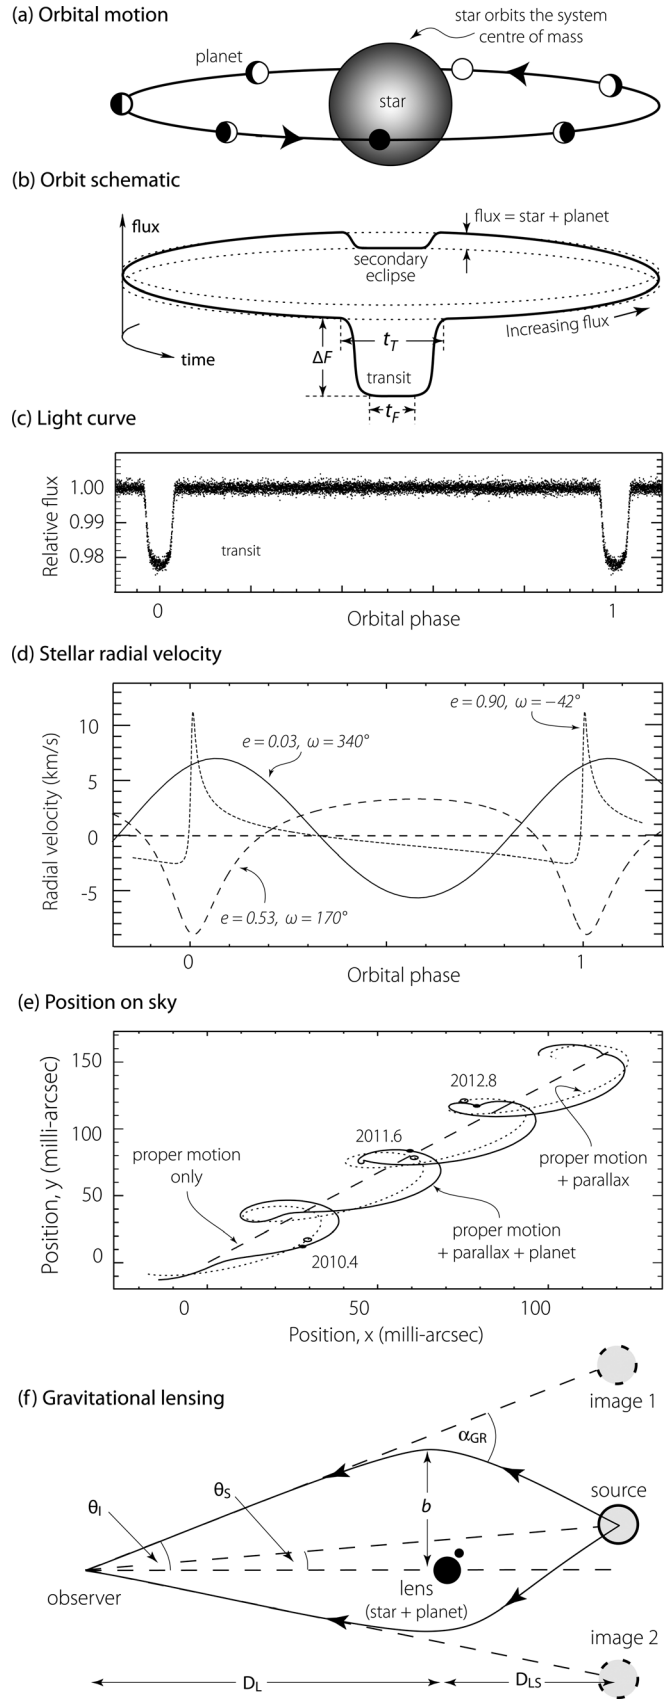 (a) Orbital motion
star orbits the system
centre of mass
planet
star
(b) Orbit schematic
flux
flux = star + planet
secondary
eclipse
Increasing flux
time
ΔF
t_T
transit
t_F
(c) Light curve
Relative flux
1.00
0.99
0.98
transit
0
1
Orbital phase
(d) Stellar radial velocity
Radial velocity (km/s)
10
5
0
-5
e = 0.90, ω = −42°
e = 0.03, ω = 340°
e = 0.53, ω = 170°
0
1
Orbital phase
(e) Position on sky
Position, y (milli-arcsec)
150
100
50
0
2012.8
2011.6
proper motion
only
proper motion
+ parallax
proper motion
+ parallax + planet
2010.4
0
50
100
Position, x (milli-arcsec)
(f) Gravitational lensing
image 1
αGR
source
θS
θI
b
observer
lens
(star + planet)
image 2
DL
DLS